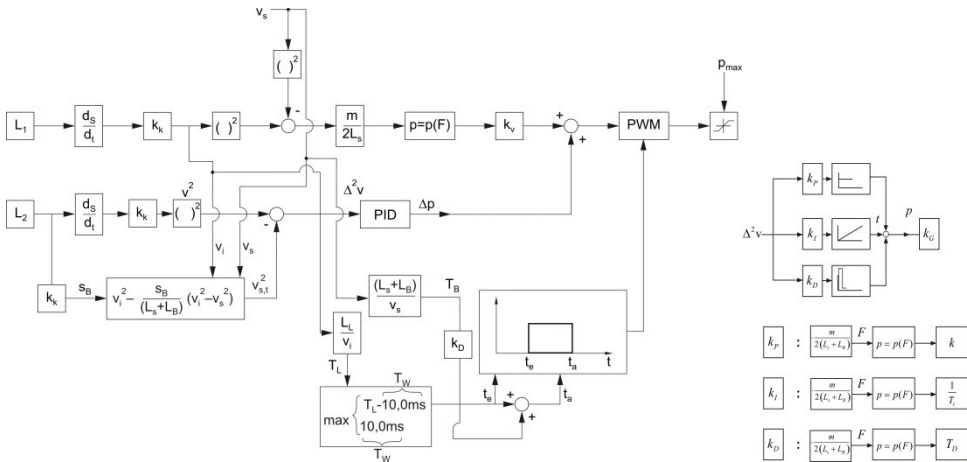 v_s
( )²
p_max
-
L₁ d_S/d_t k_k ( )² m/2L_s p=p(F) k_v + + PWM
L₂ d_S/d_t k_k v² ( )² - Δ²v PID Δp
v_i v_s v²_s,t
k_k s_B v_i² - s_B/(L_s+L_B) (v_i²-v_s²)
(L_s+L_B)/v_s T_B
L_L/v_i k_D
t_e t_a t
T_L T_W t_e + + t_a
max { T_L-10,0ms
10,0ms
T_W
k_P
Δ²v k_I t p k_G
k_D
k_P : m/2(L_s+L_B) F p = p(F) k
k_I : m/2(L_s+L_B) F p = p(F) 1/T_i
k_D : m/2(L_s+L_B) F p = p(F) T_D